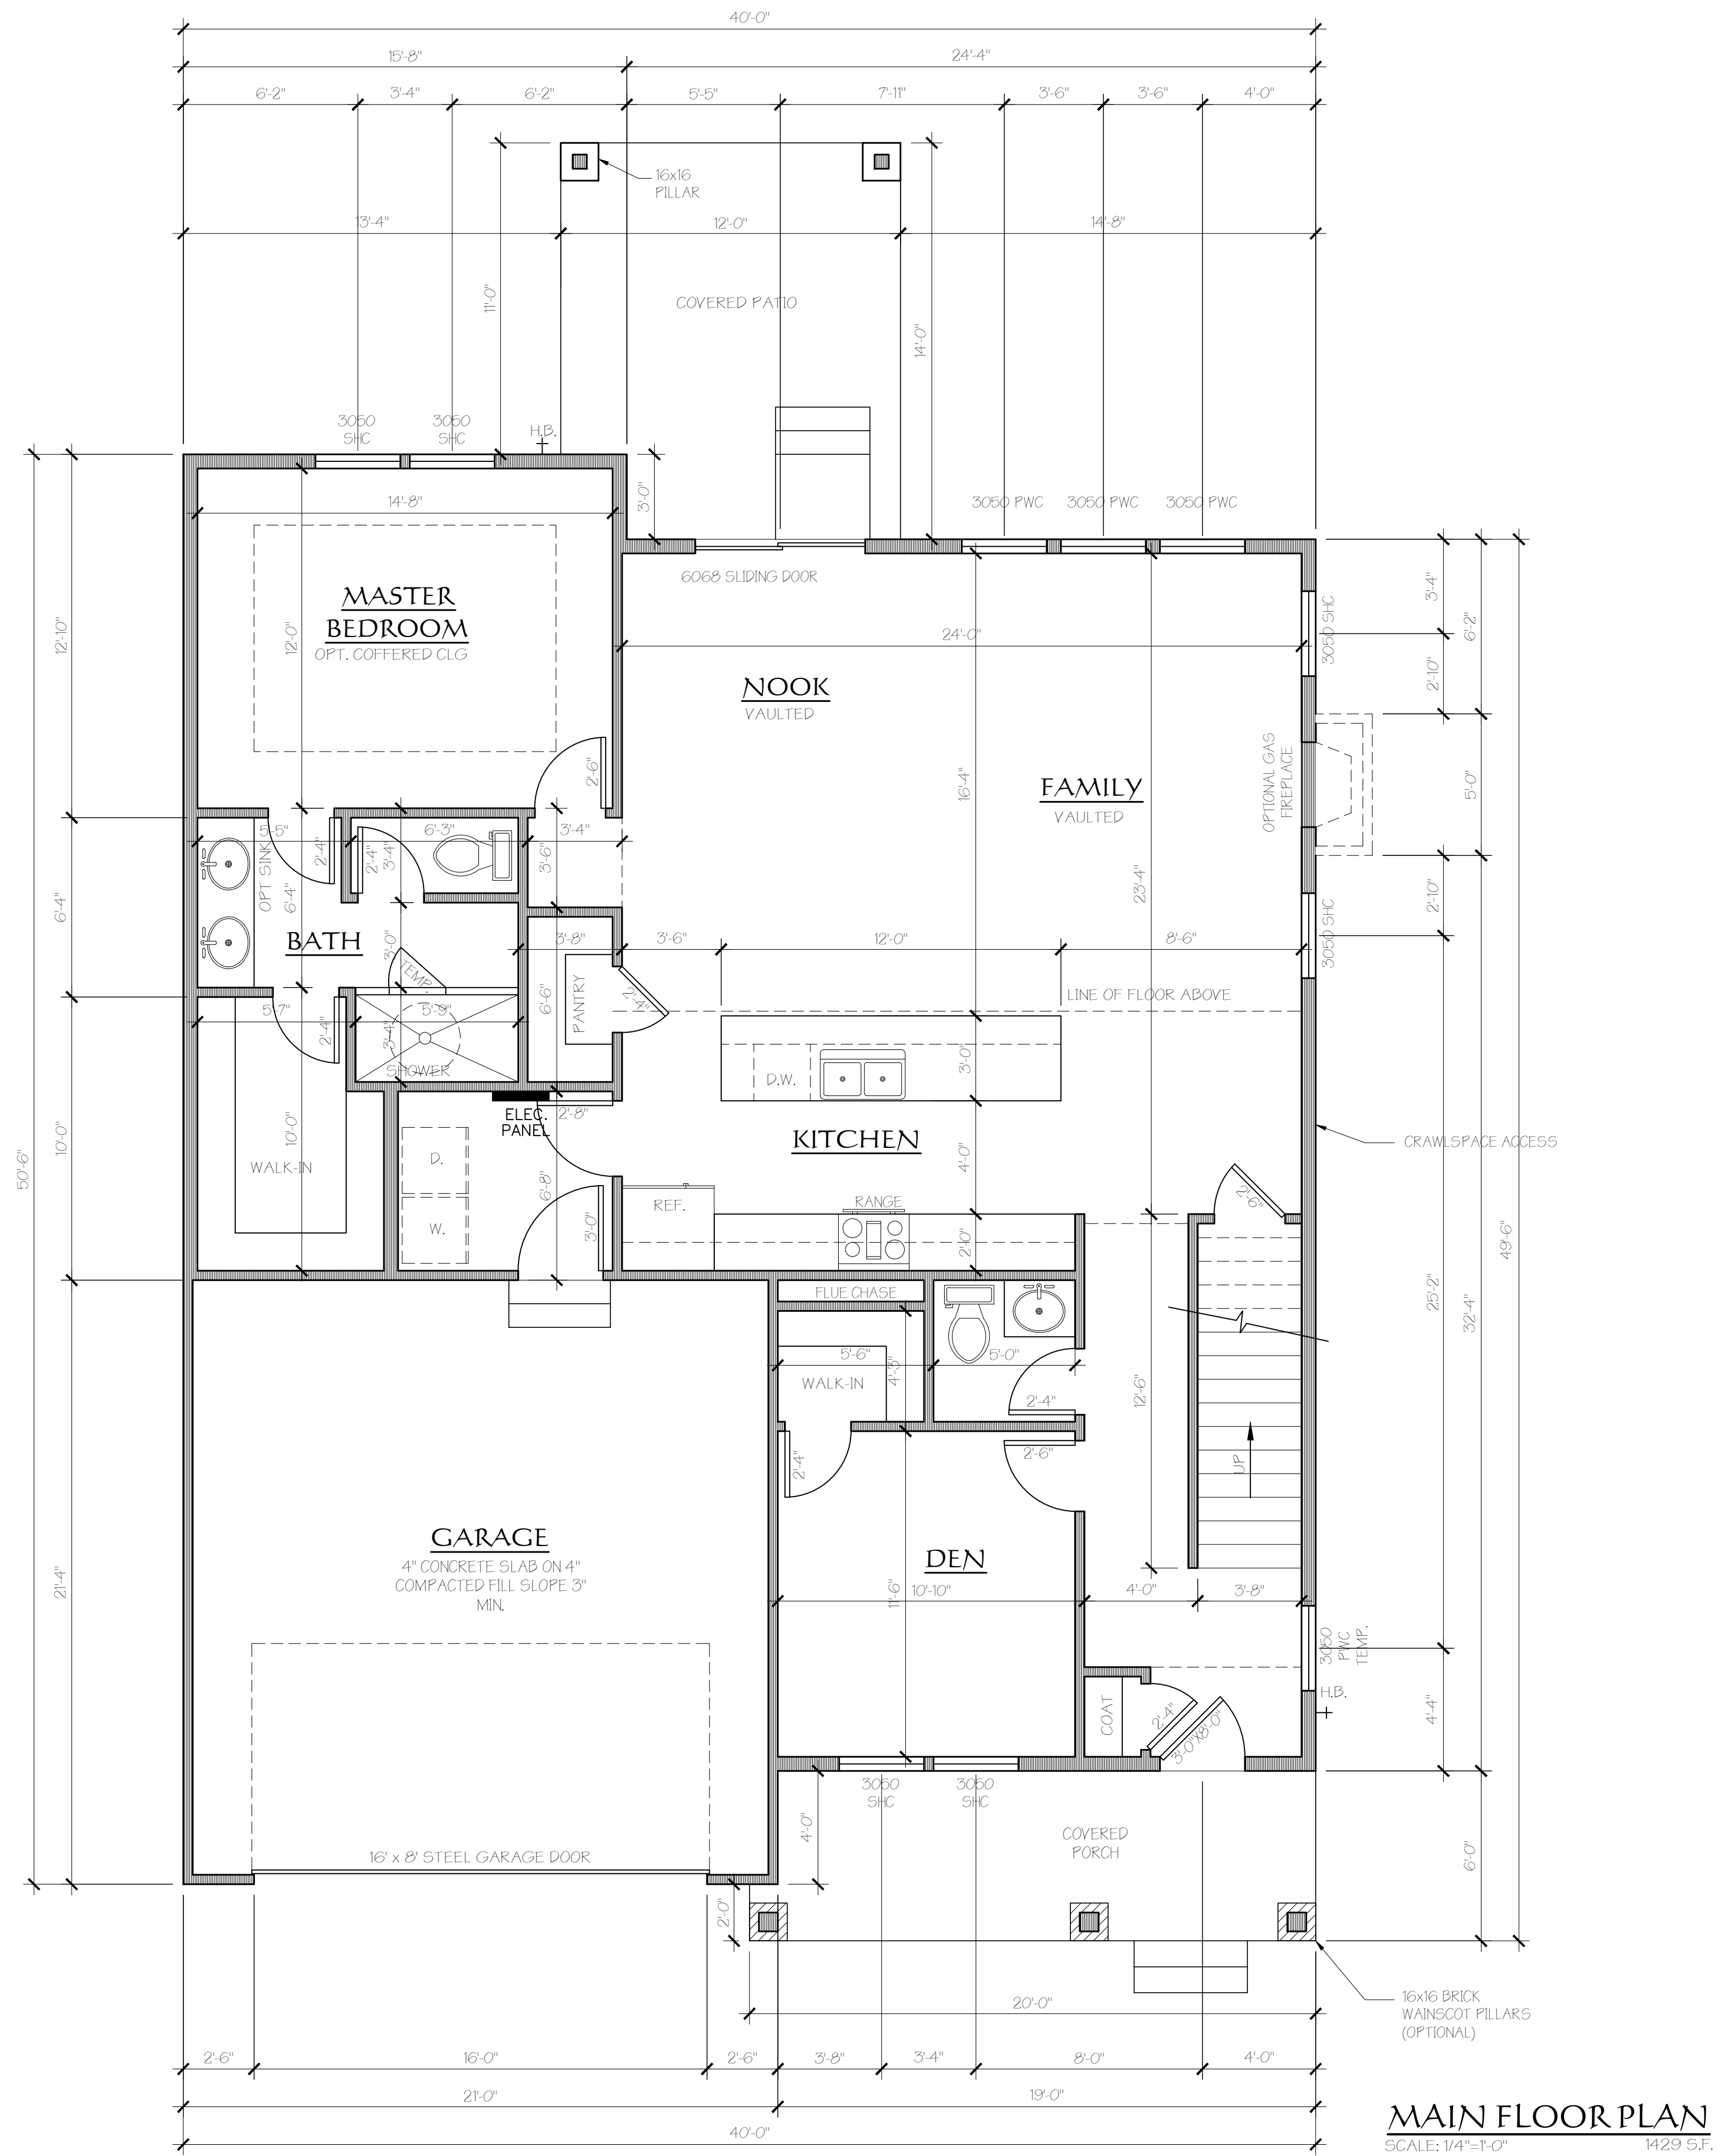 40'-0"
15'-8" 24'-4"
6'-2" 3'-4" 6'-2" 5'-5" 7'-11" 3'-6" 3'-6" 4'-0"
16x16
PILLAR
13'-4" 12'-0" 14'-8"
11'-0"
COVERED PATIO
14'-0"
3050
SHC
3050
SHC
H.B.
14'-8"
3'-0"
3050 PWC 3050 PWC 3050 PWC
6068 SLIDING DOOR
MASTER
BEDROOM
OPT. COFFERED CLG
12'-0"
12'-10"
24'-0"
3050 SHC
3'-4"
6'-2"
2'-10"
NOOK
VAULTED
2'-6"
16'-4"
FAMILY
VAULTED
OPTIONAL GAS
FIREPLACE
5'-0"
5'-5" 6'-3" 3'-4"
2'-4"
2'-4"
3'-4"
3'-6"
OPT SINK
6'-4"
6'-4"
23'-4"
2'-10"
3050 SHC
BATH
3'-0"
TEMP.
3'-8" 3'-6" 12'-0" 8'-6"
LINE OF FLOOR ABOVE
5'-7" 5'-9"
2'-4"
3'-4"
SHOWER
6'-6"
PANTRY
2'-4"
D.W.
3'-0"
ELEC.
PANEL
2'-8"
KITCHEN
4'-0"
CRAWLSPACE ACCESS
50'-6"
10'-0"
10'-0"
WALK-IN
D.
W.
6'-8"
3'-0"
REF.
RANGE
2'-0"
2'-6"
49'-6"
25'-2"
32'-4"
FLUE CHASE
5'-6" 5'-0"
4'-3"
WALK-IN
2'-4"
12'-6"
2'-6"
2'-4"
UP
GARAGE
4" CONCRETE SLAB ON 4"
COMPACTED FILL SLOPE 3"
MIN.
21'-4"
DEN
10'-10"
11'-6"
4'-0" 3'-8"
3050
PWC
TEMP.
H.B.
COAT
2'-4"
3'-0"x8'-0"
4'-4"
3050
SHC
3050
SHC
4'-0"
COVERED
PORCH
6'-0"
16' x 8' STEEL GARAGE DOOR
2'-0"
20'-0"
16x16 BRICK
WAINSCOT PILLARS
(OPTIONAL)
2'-6" 16'-0" 2'-6" 3'-8" 3'-4" 8'-0" 4'-0"
21'-0" 19'-0"
40'-0"
MAIN FLOOR PLAN
SCALE: 1/4"=1'-0" 1429 S.F.